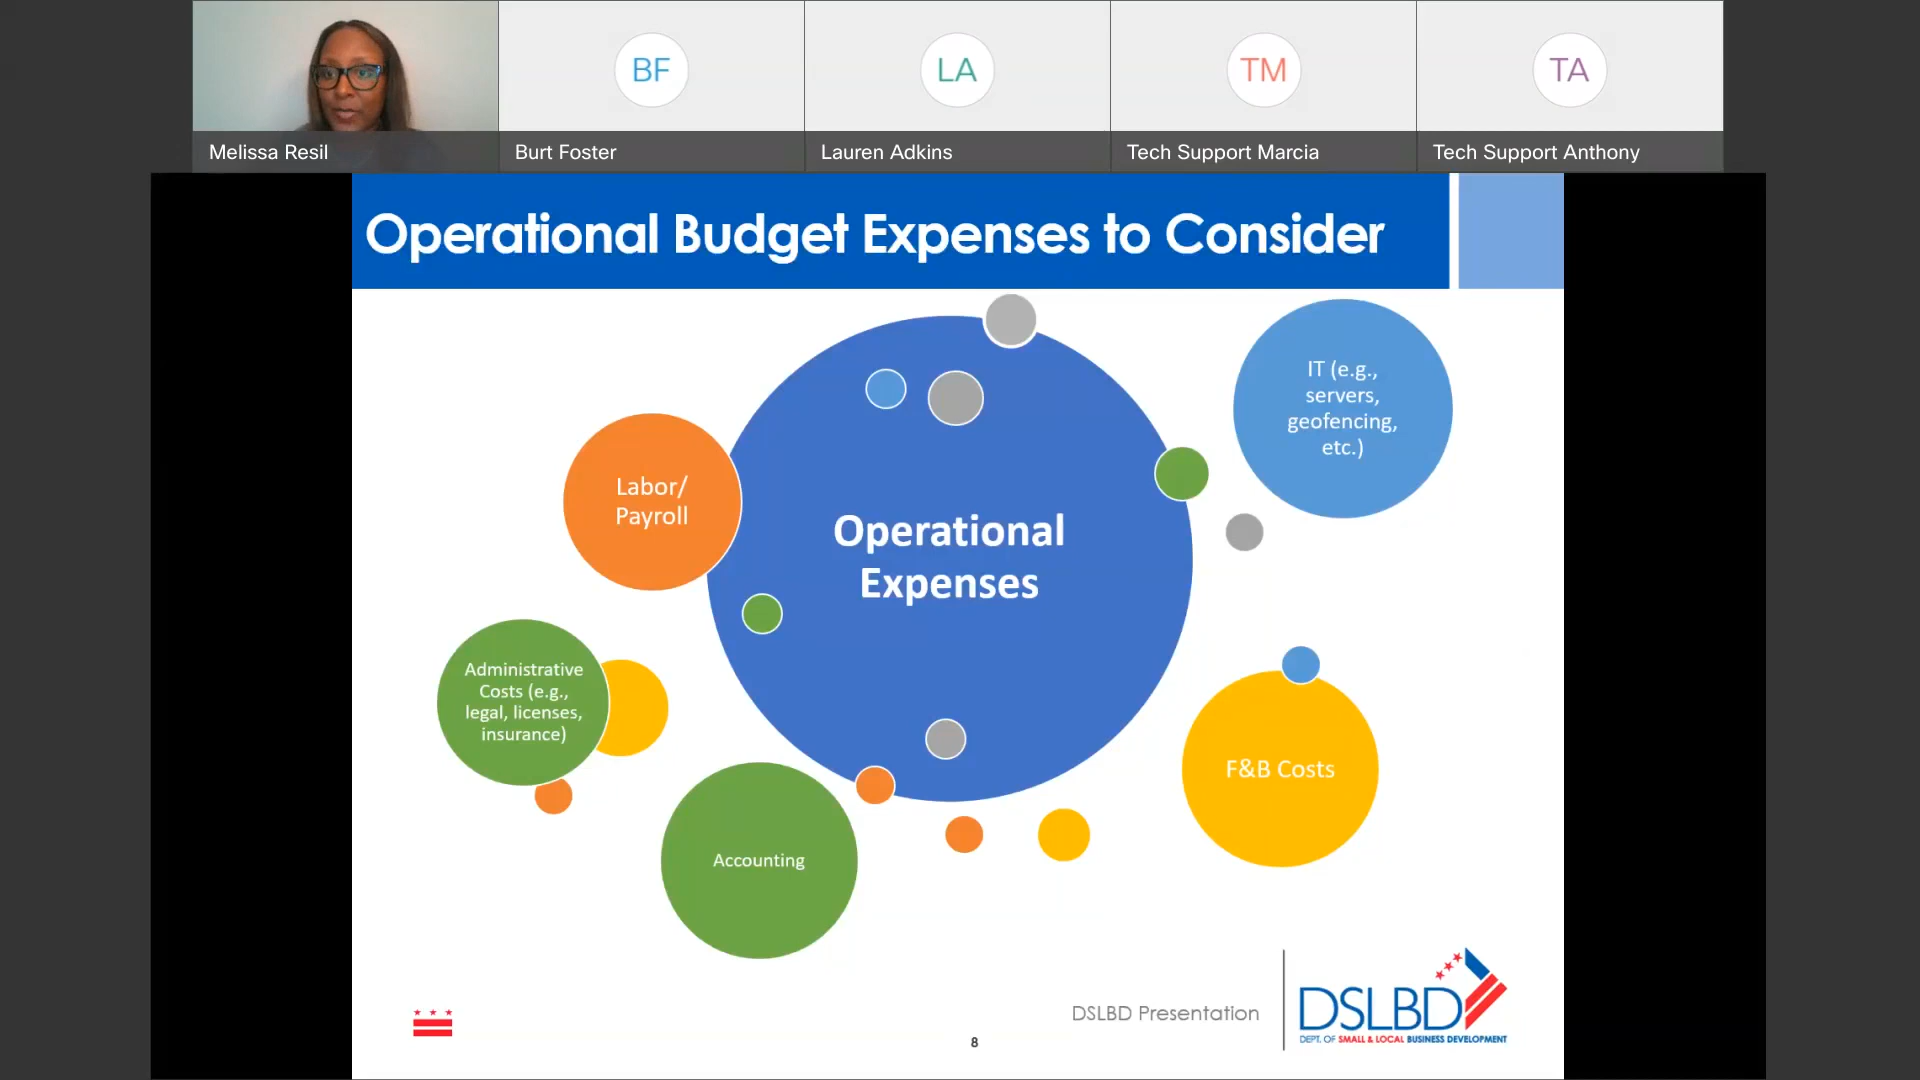 BF
LA
TM
TA
Melissa Resil
Burt Foster
Lauren Adkins
Tech Support Marcia
Tech Support Anthony
Operational Budget Expenses to Consider
IT (e.g.,
servers,
geofencing,
etc.)
Labor/
Payroll
Operational
Expenses
Administrative
Costs (e.g.,
legal, licenses,
insurance)
F&B Costs
Accounting
DSLBD Presentation
DSLBD
DEPT. OF SMALL & LOCAL BUSINESS DEVELOPMENT
8